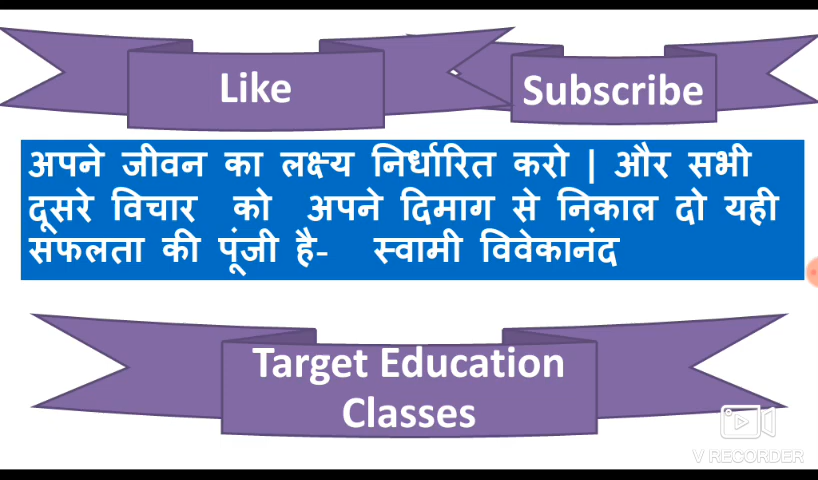 Like
Subscribe
अपने जीवन का लक्ष्य निर्धारित करो | और सभी
दूसरे विचार को अपने दिमाग से निकाल दो यही
सफलता की पूंजी है- स्वामी विवेकानंद
Target Education
Classes
V RECORDER